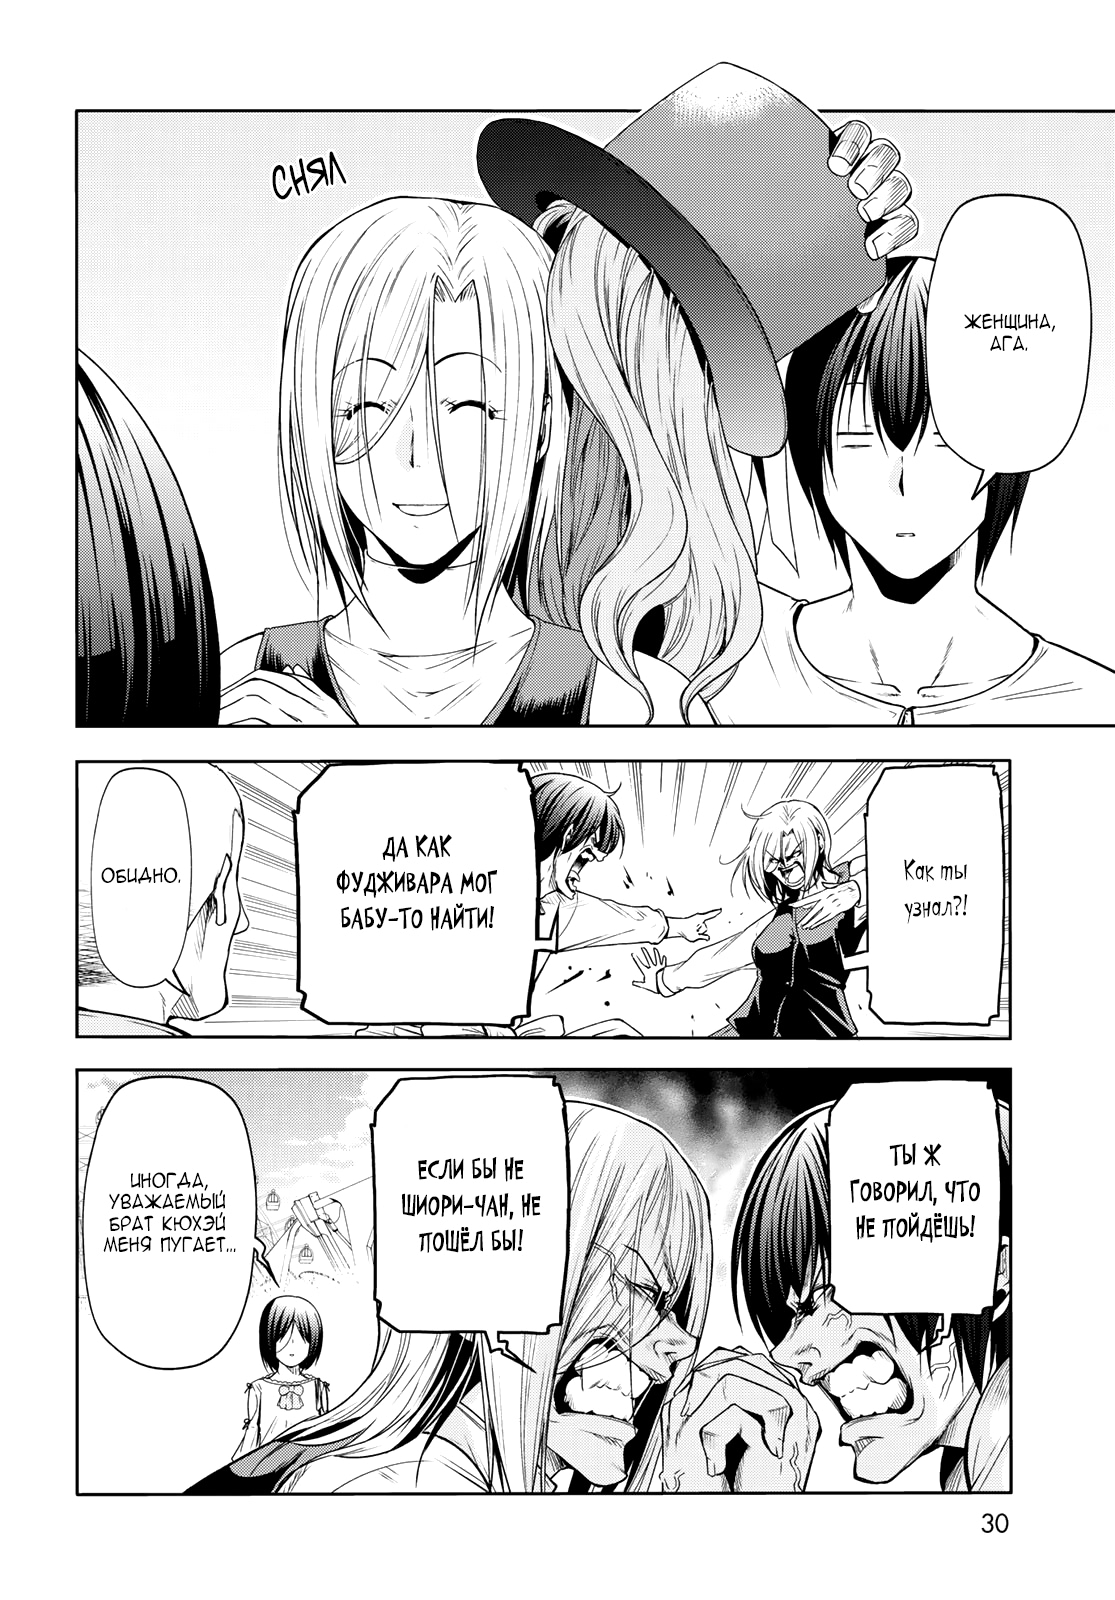 ЖЕНЩИНА,
АГА.
СНЯЛ
Как ты
узнал?!
ДА КАК
ФУДЖИВАРА МОГ
БАБУ-ТО НАЙТИ!
ОБИДНО.
ТЫ Ж
ГОВОРИЛ, ЧТО
НЕ ПОЙДЁШЬ!
ЕСЛИ БЫ НЕ
ШИОРИ-ЧАН, НЕ
ПОШЁЛ БЫ!
ИНОГДА,
УВАЖАЕМЫЙ
БРАТ КЮХЭЙ
МЕНЯ ПУГАЕТ...
30